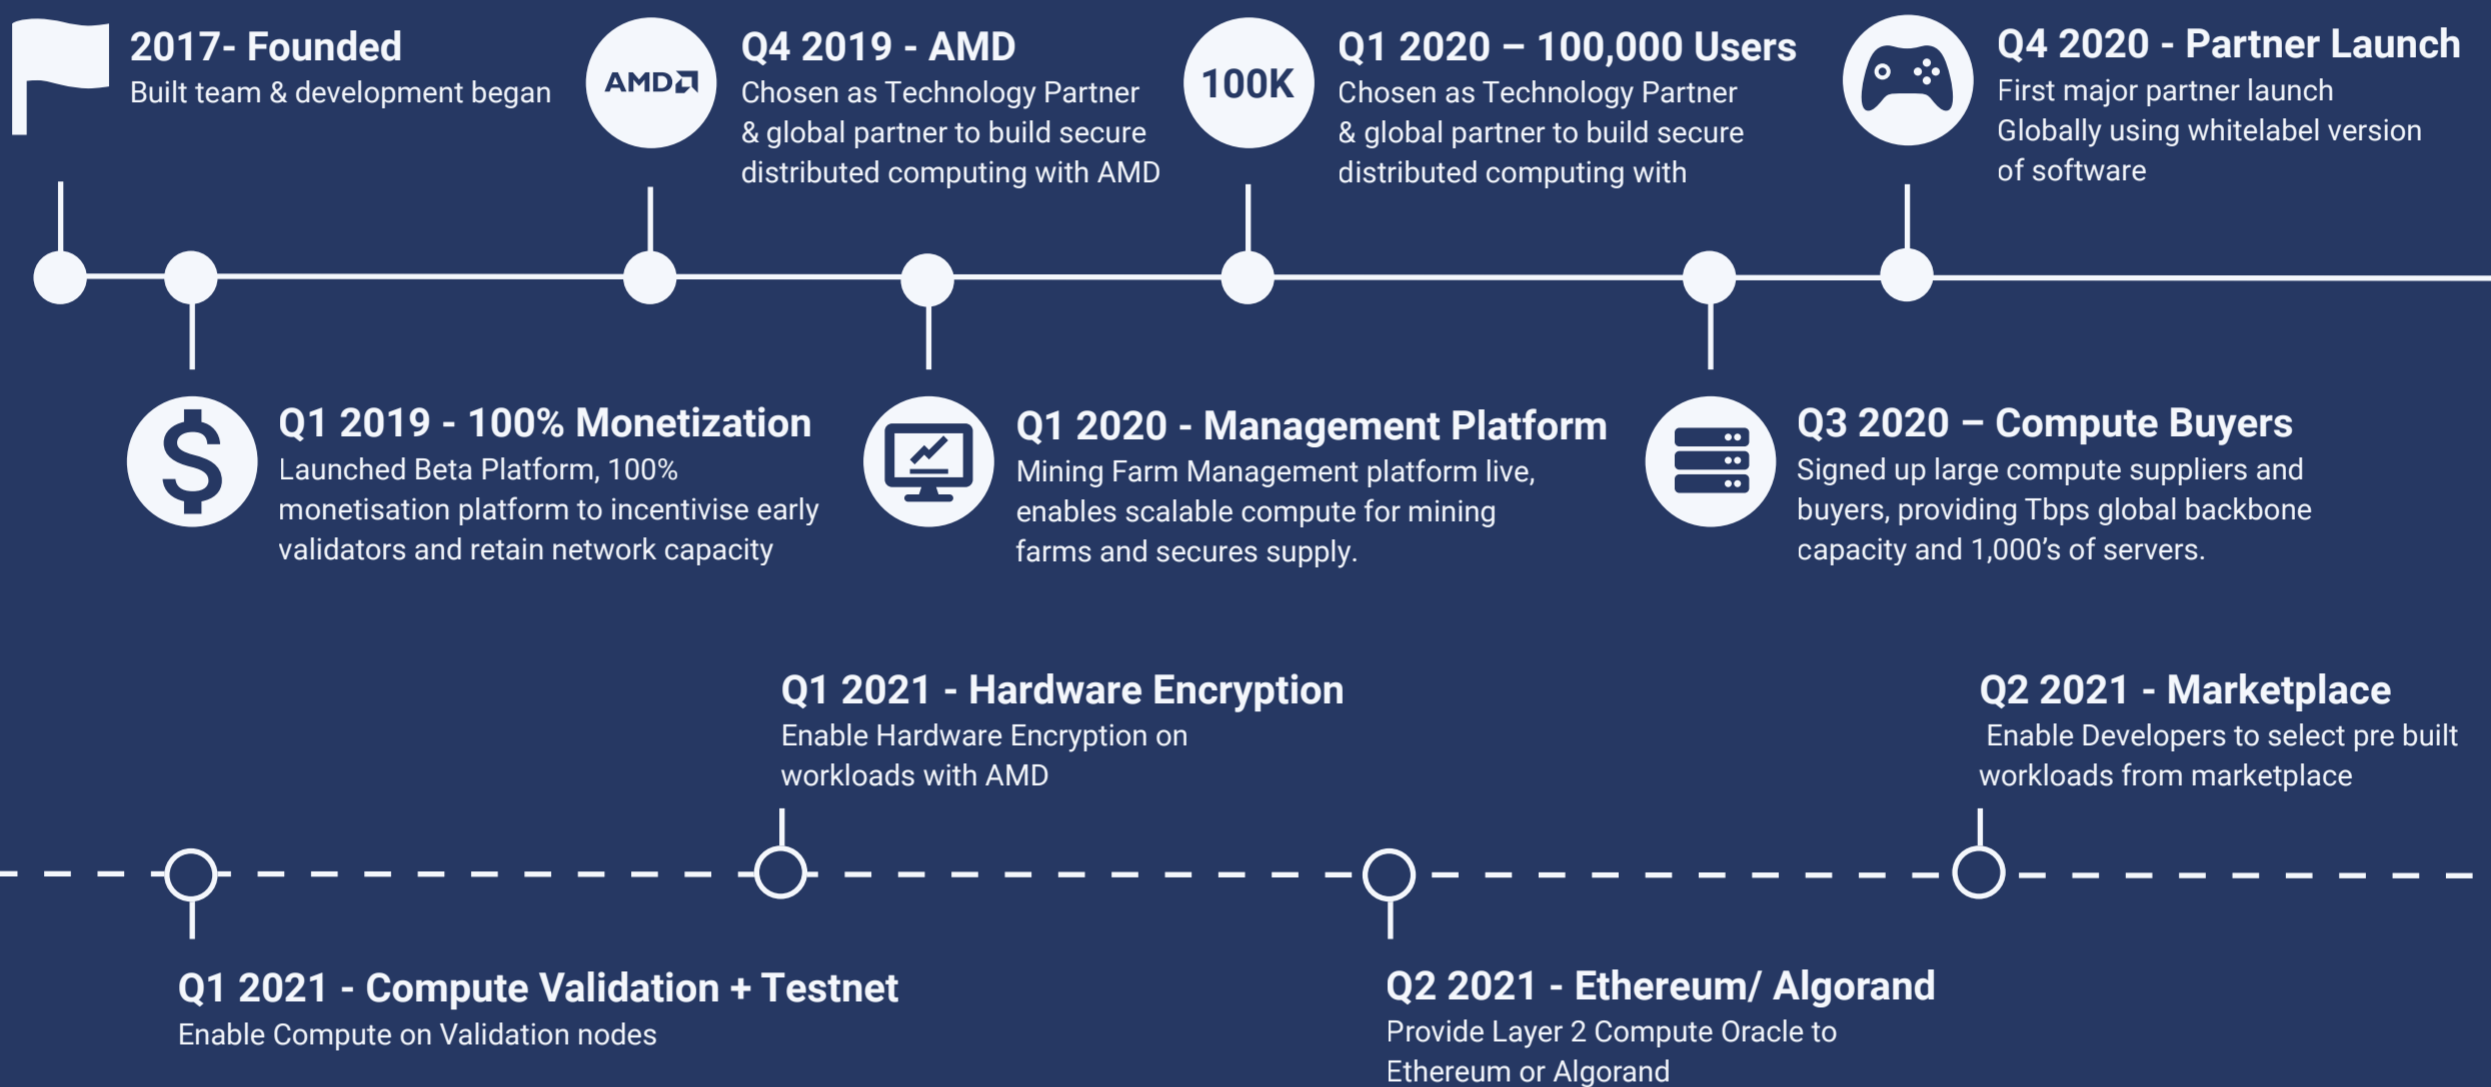 2017- Founded
Built team & development began
AMD
Q4 2019 - AMD
Chosen as Technology Partner
& global partner to build secure
distributed computing with AMD
100K
Q1 2020 – 100,000 Users
Chosen as Technology Partner
& global partner to build secure
distributed computing with
Q4 2020 - Partner Launch
First major partner launch
Globally using whitelabel version
of software
$
Q1 2019 - 100% Monetization
Launched Beta Platform, 100%
monetisation platform to incentivise early
validators and retain network capacity
Q1 2020 - Management Platform
Mining Farm Management platform live,
enables scalable compute for mining
farms and secures supply.
Q3 2020 – Compute Buyers
Signed up large compute suppliers and
buyers, providing Tbps global backbone
capacity and 1,000’s of servers.
Q1 2021 - Hardware Encryption
Enable Hardware Encryption on
workloads with AMD
Q2 2021 - Marketplace
Enable Developers to select pre built
workloads from marketplace
Q1 2021 - Compute Validation + Testnet
Enable Compute on Validation nodes
Q2 2021 - Ethereum/ Algorand
Provide Layer 2 Compute Oracle to
Ethereum or Algorand